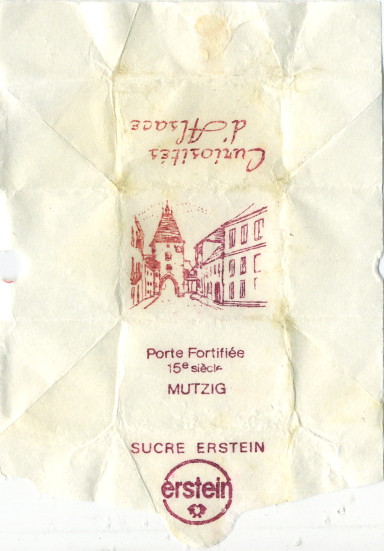 Curiosités
d'Alsace
Porte Fortifiée
15e siècle
MUTZIG
SUCRE ERSTEIN
erstein